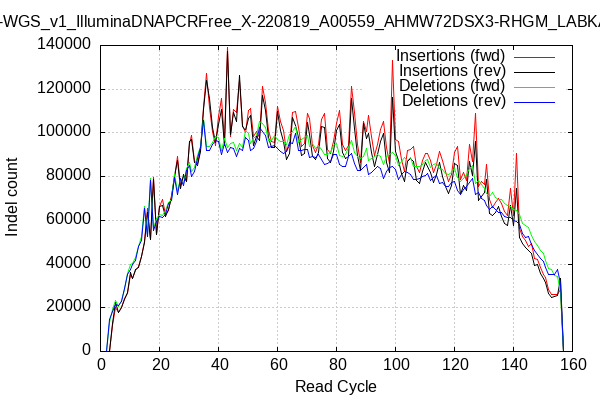 -WGS_v1_IlluminaDNAPCRFree_X-220819_A00559_AHMW72DSX3-RHGM_LABKA
Insertions (fwd)
Insertions (rev)
Deletions (fwd)
Deletions (rev)
Indel count
140000
120000
100000
80000
60000
40000
20000
0
0 20 40 60 80 100 120 140 160
Read Cycle